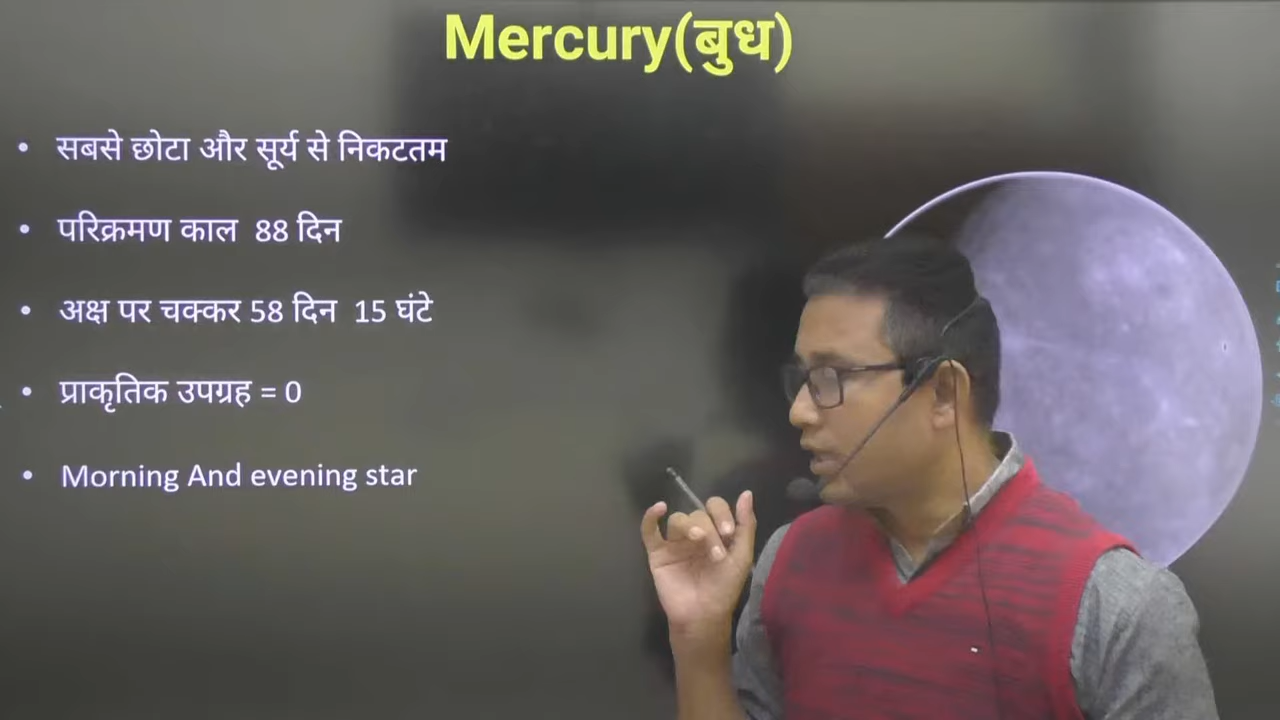 Mercury(बुध)
• सबसे छोटा और सूर्य से निकटतम
• परिक्रमण काल 88 दिन
• अक्ष पर चक्कर 58 दिन 15 घंटे
• प्राकृतिक उपग्रह = 0
• Morning And evening star